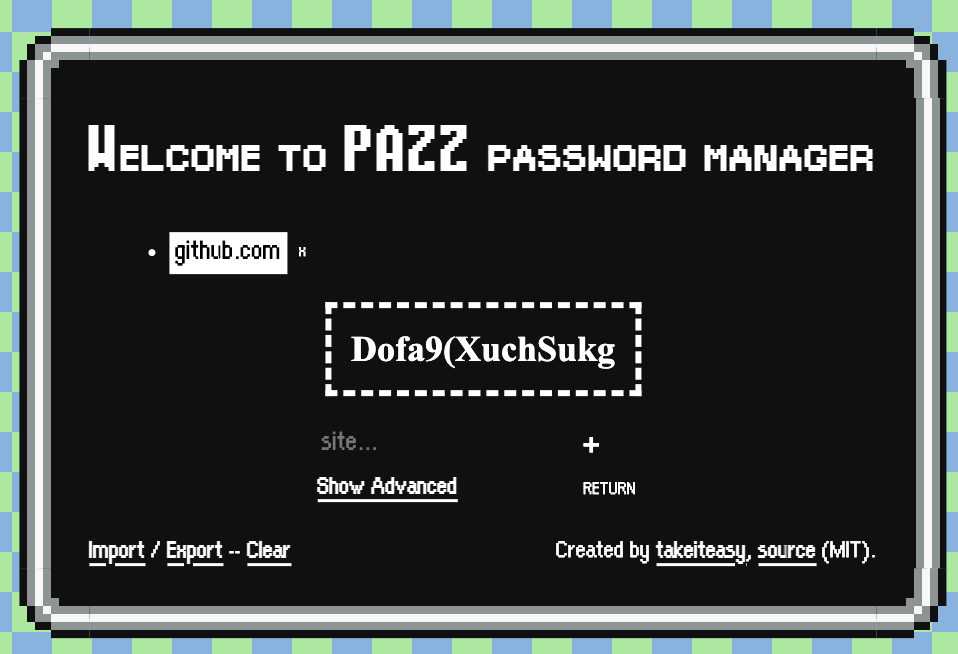 Welcome to PAZZ password manager
• github.com x
Dofa9(XuchSukg
site... +
Show Advanced RETURN
Import / Export -- Clear Created by takeiteasy, source (MIT).